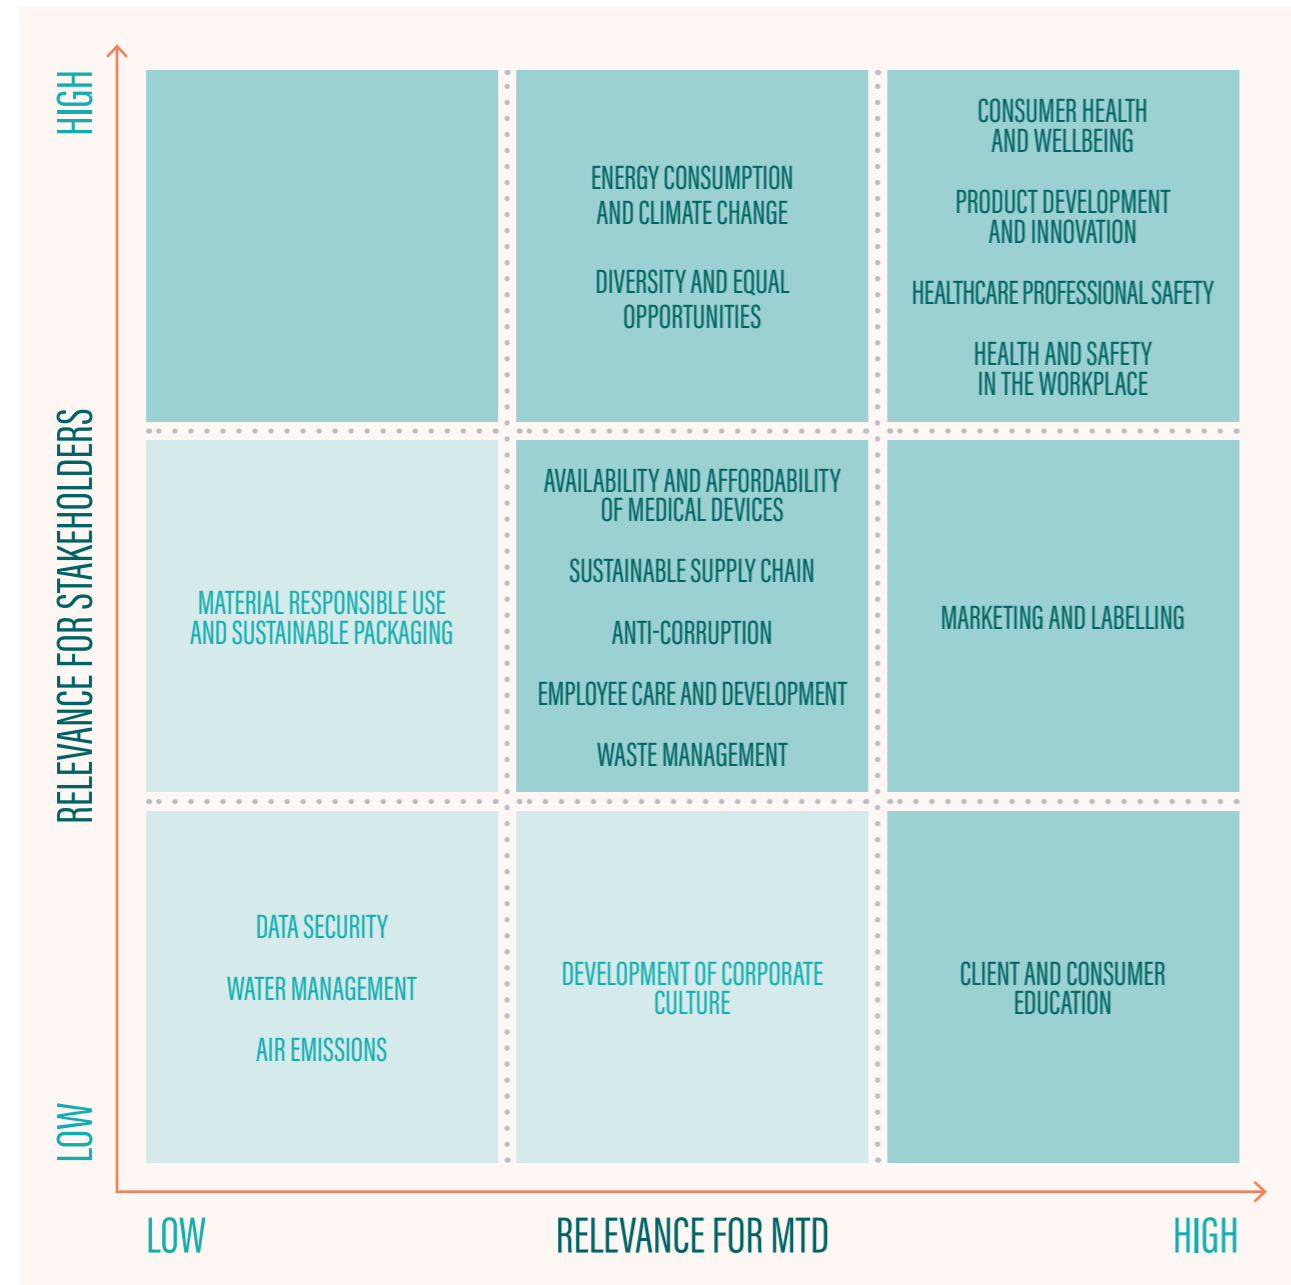 HIGH
RELEVANCE FOR STAKEHOLDERS
LOW
ENERGY CONSUMPTION
AND CLIMATE CHANGE
DIVERSITY AND EQUAL
OPPORTUNITIES
CONSUMER HEALTH
AND WELLBEING
PRODUCT DEVELOPMENT
AND INNOVATION
HEALTHCARE PROFESSIONAL SAFETY
HEALTH AND SAFETY
IN THE WORKPLACE
MATERIAL RESPONSIBLE USE
AND SUSTAINABLE PACKAGING
AVAILABILITY AND AFFORDABILITY
OF MEDICAL DEVICES
SUSTAINABLE SUPPLY CHAIN
ANTI-CORRUPTION
EMPLOYEE CARE AND DEVELOPMENT
WASTE MANAGEMENT
MARKETING AND LABELLING
DATA SECURITY
WATER MANAGEMENT
AIR EMISSIONS
DEVELOPMENT OF CORPORATE
CULTURE
CLIENT AND CONSUMER
EDUCATION
LOW
RELEVANCE FOR MTD
HIGH